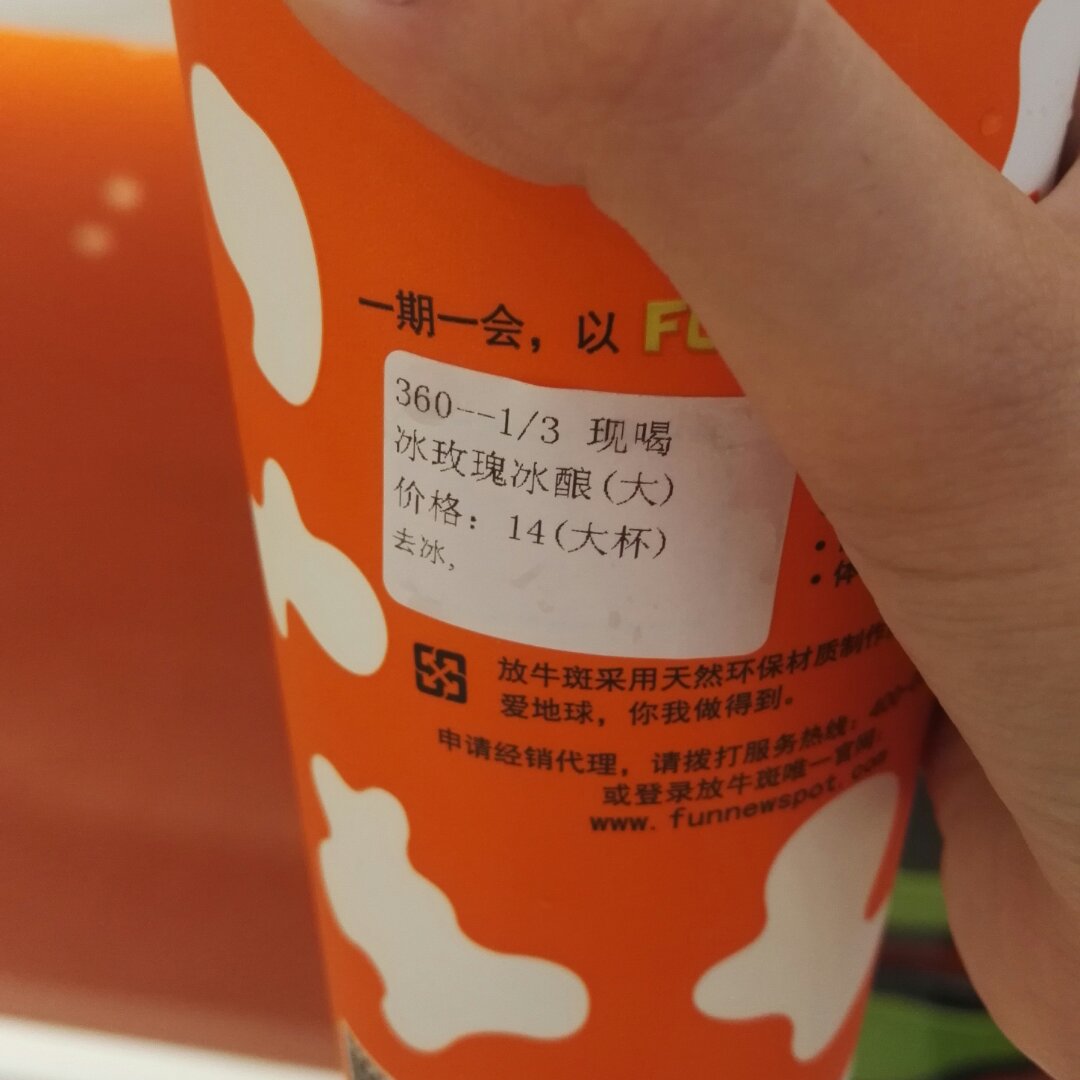 一期一会，以
360--1/3 现喝
冰玫瑰冰酿(大)
价格：14(大杯)
去冰,
放牛斑采用天然环保材质制作
爱地球，你我做得到。
申请经销代理，请拨打服务热线：400-
或登录放牛斑唯一官网：
www.funnewspot.com